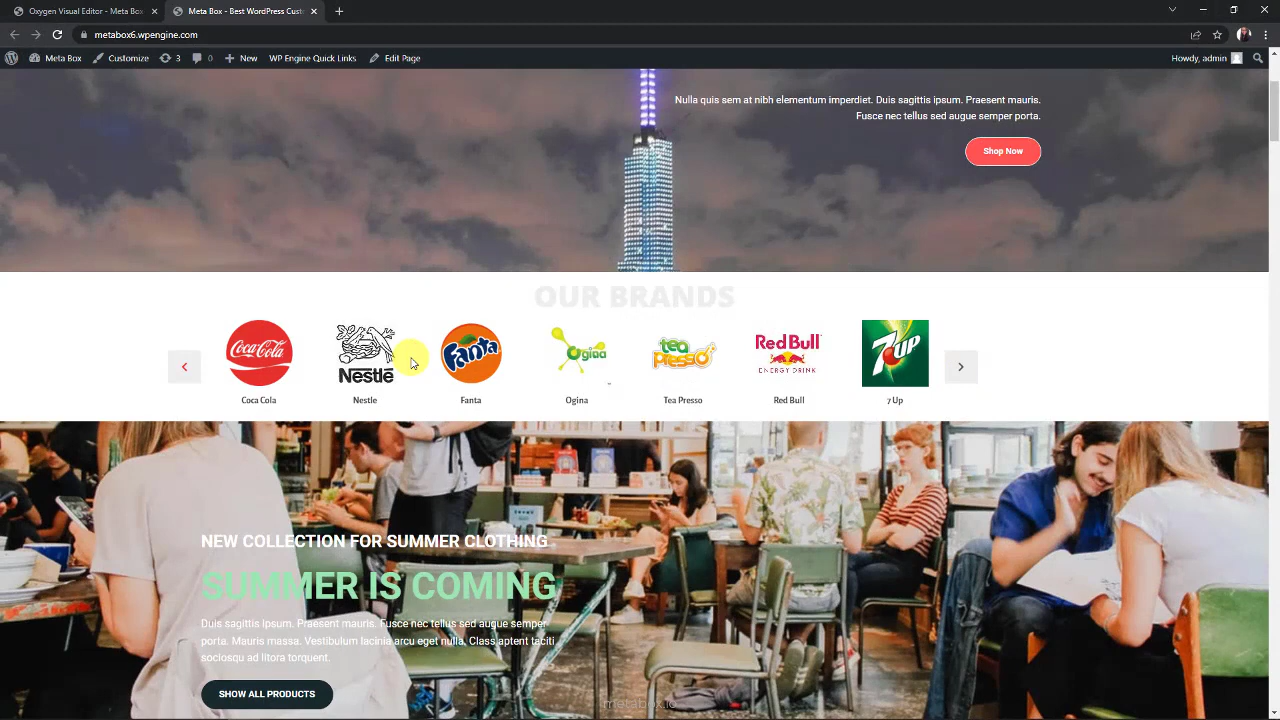 Oxygen Visual Editor - Meta Box
Meta Box - Best WordPress Cust
metabox6.wpengine.com
Meta Box
Customize
3
0
New
WP Engine Quick Links
Edit Page
Howdy, admin
Nulla quis sem at nibh elementum imperdiet. Duis sagittis ipsum. Praesent mauris.
Fusce nec tellus sed augue semper porta.
Shop Now
OUR BRANDS
Coca-Cola
Nestlé
Fanta
Ogina
tea
presso
Red Bull
ENERGY DRINK
7UP
Coca Cola
Nestle
Fanta
Ogina
Tea Presso
Red Bull
7 Up
NEW COLLECTION FOR SUMMER CLOTHING
SUMMER IS COMING
Duis sagittis ipsum. Praesent mauris. Fusce nec tellus sed augue semper
porta. Mauris massa. Vestibulum lacinia arcu eget nulla. Class aptent taciti
sociosqu ad litora torquent.
SHOW ALL PRODUCTS
metabox.io